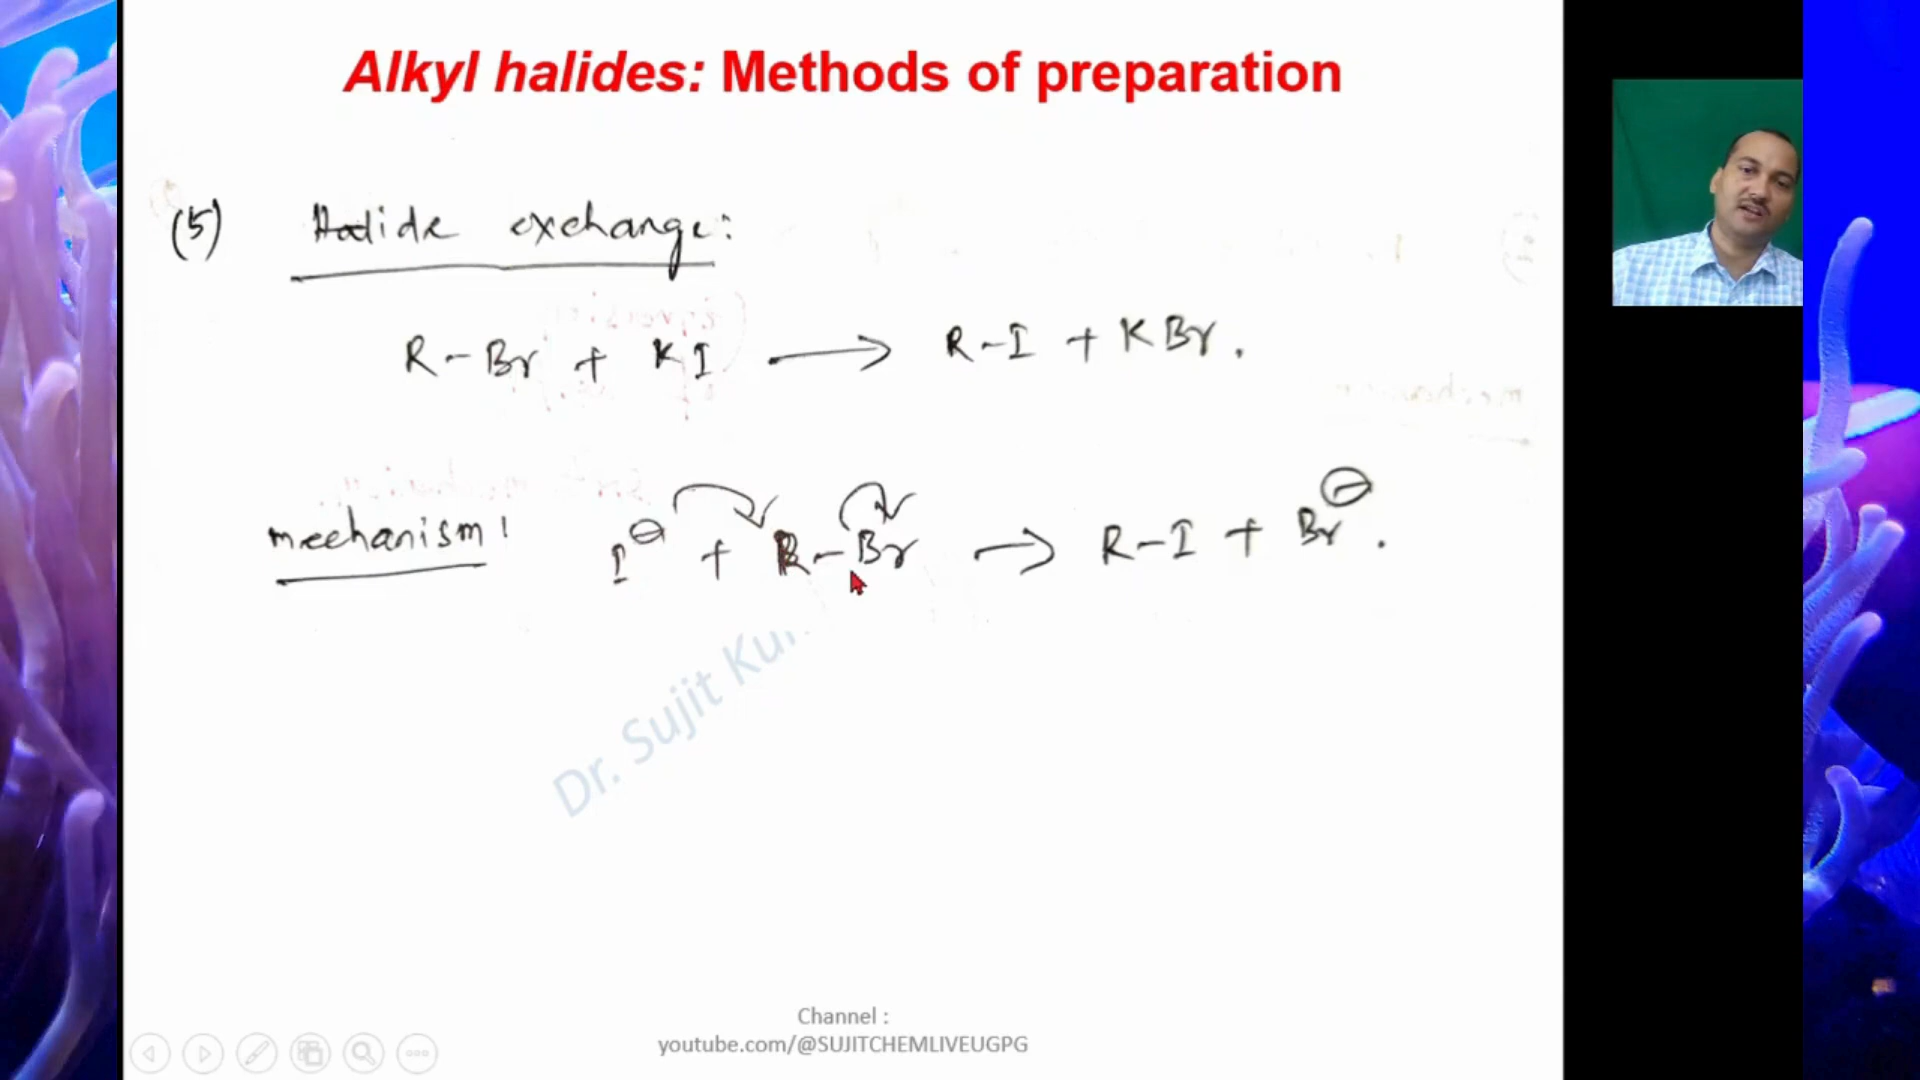 Alkyl halides: Methods of preparation
(5) Halide exchange:
R-Br + KI ⟶ R-I + KBr.
mechanism: I⊖ + R-Br ⟶ R-I + Br⊖.
Dr. Sujit
Channel :
youtube.com/@SUJITCHEMLIVEUGPG